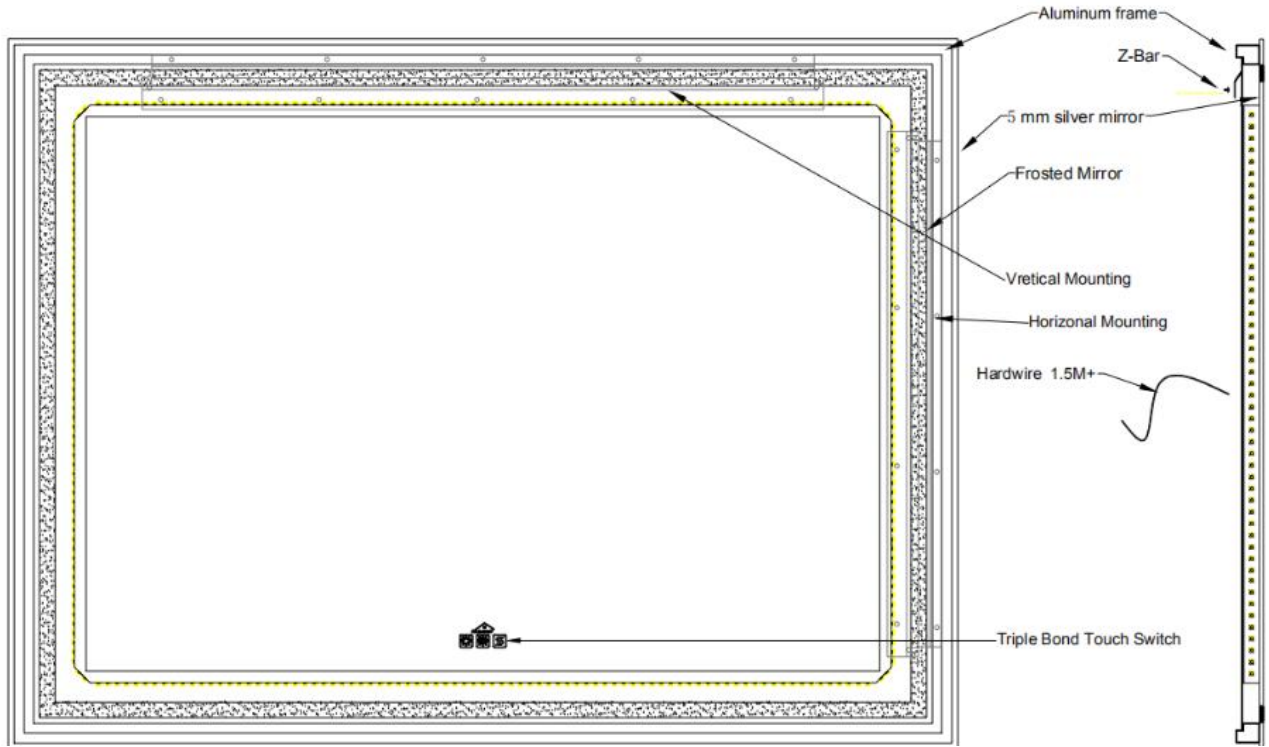 Aluminum frame
Z-Bar
5 mm silver mirror
Frosted Mirror
Vretical Mounting
Horizonal Mounting
Hardwire 1.5M+
Triple Bond Touch Switch